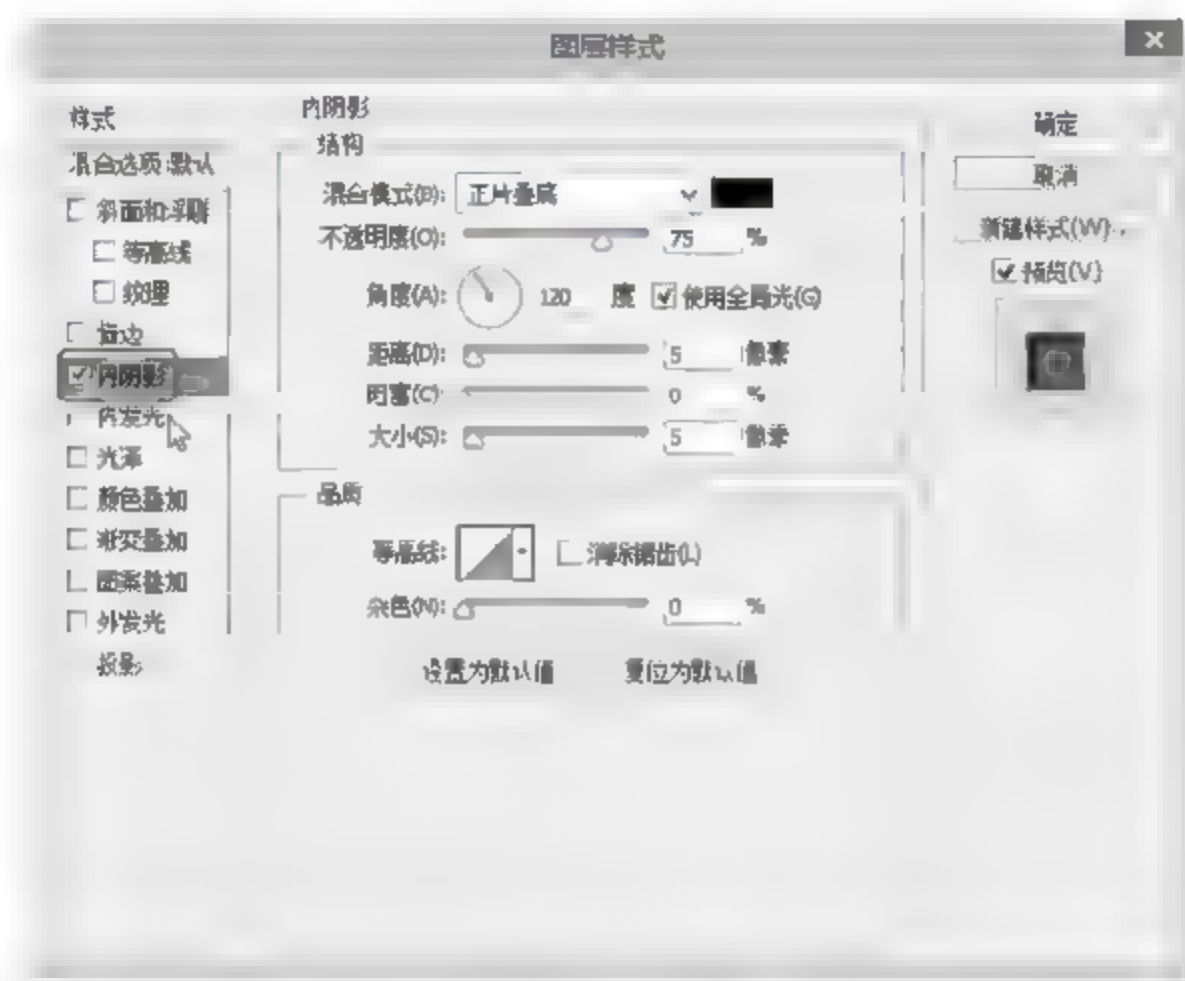 图层样式
样式
混合选项:默认
斜面和浮雕
等高线
纹理
描边
内阴影
内发光
光泽
颜色叠加
渐变叠加
图案叠加
外发光
投影
内阴影
结构
混合模式(B): 正片叠底
不透明度(O): 75 %
角度(A): 120 度 使用全局光(G)
距离(D): 5 像素
阻塞(C): 0 %
大小(S): 5 像素
品质
等高线: 消除锯齿(L)
杂色(N): 0 %
设置为默认值 复位为默认值
确定
取消
新建样式(W)...
预览(V)